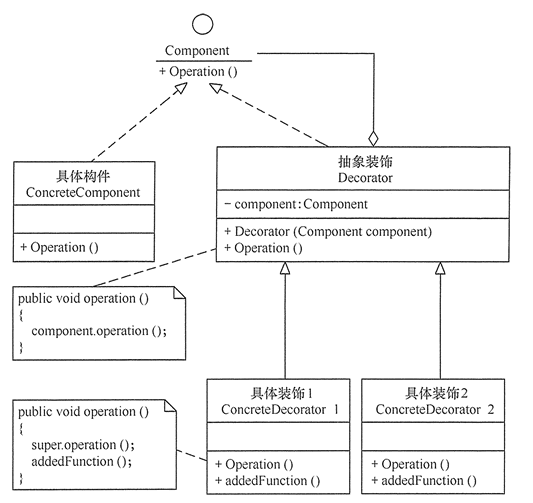 Component
+ Operation ()
具体构件
ConcreteComponent
+ Operation ()
抽象装饰
Decorator
- component:Component
+ Decorator (Component component)
+ Operation ()
public void operation ()
{
component.operation ();
}
具体装饰1
ConcreteDecorator 1
+ Operation ()
+ addedFunction ()
具体装饰2
ConcreteDecorator 2
+ Operation ()
+ addedFunction ()
public void operation ()
{
super.operation ();
addedFunction ();
}